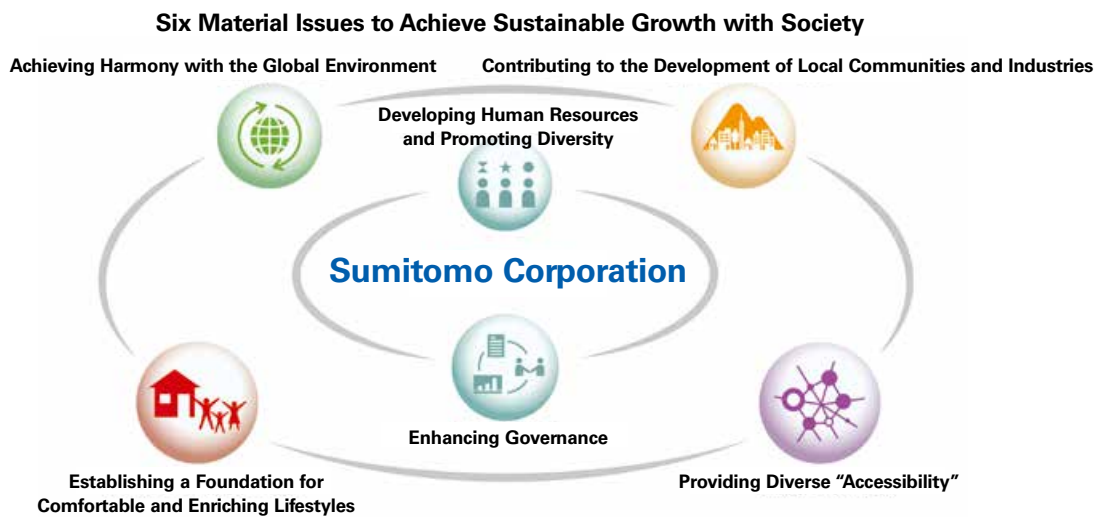 Six Material Issues to Achieve Sustainable Growth with Society
Achieving Harmony with the Global Environment
Contributing to the Development of Local Communities and Industries
Developing Human Resources
and Promoting Diversity
Sumitomo Corporation
Enhancing Governance
Establishing a Foundation for
Comfortable and Enriching Lifestyles
Providing Diverse “Accessibility”